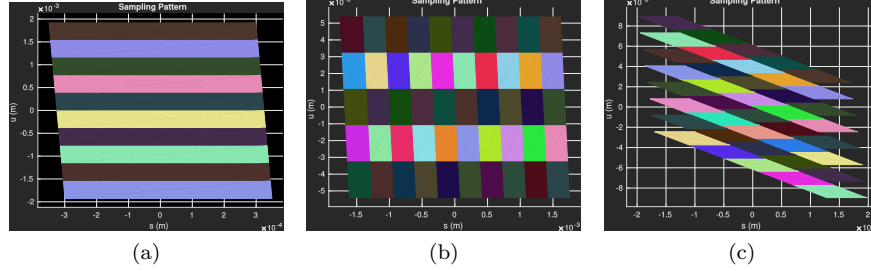 Sampling Pattern
×10⁻³
2
1.5
1
0.5
0
-0.5
-1
-1.5
-2
u (m)
-3 -2 -1 0 1 2 3
s (m)
×10⁻⁴
(a)
Sampling Pattern
5
4
3
2
1
0
-1
-2
-3
-4
-5
u (m)
-1.5 -1 -0.5 0 0.5 1 1.5
s (m)
×10⁻³
(b)
Sampling Pattern
8
6
4
2
0
-2
-4
-6
-8
u (m)
-2 -1.5 -1 -0.5 0 0.5 1 1.5 2
s (m)
(c)